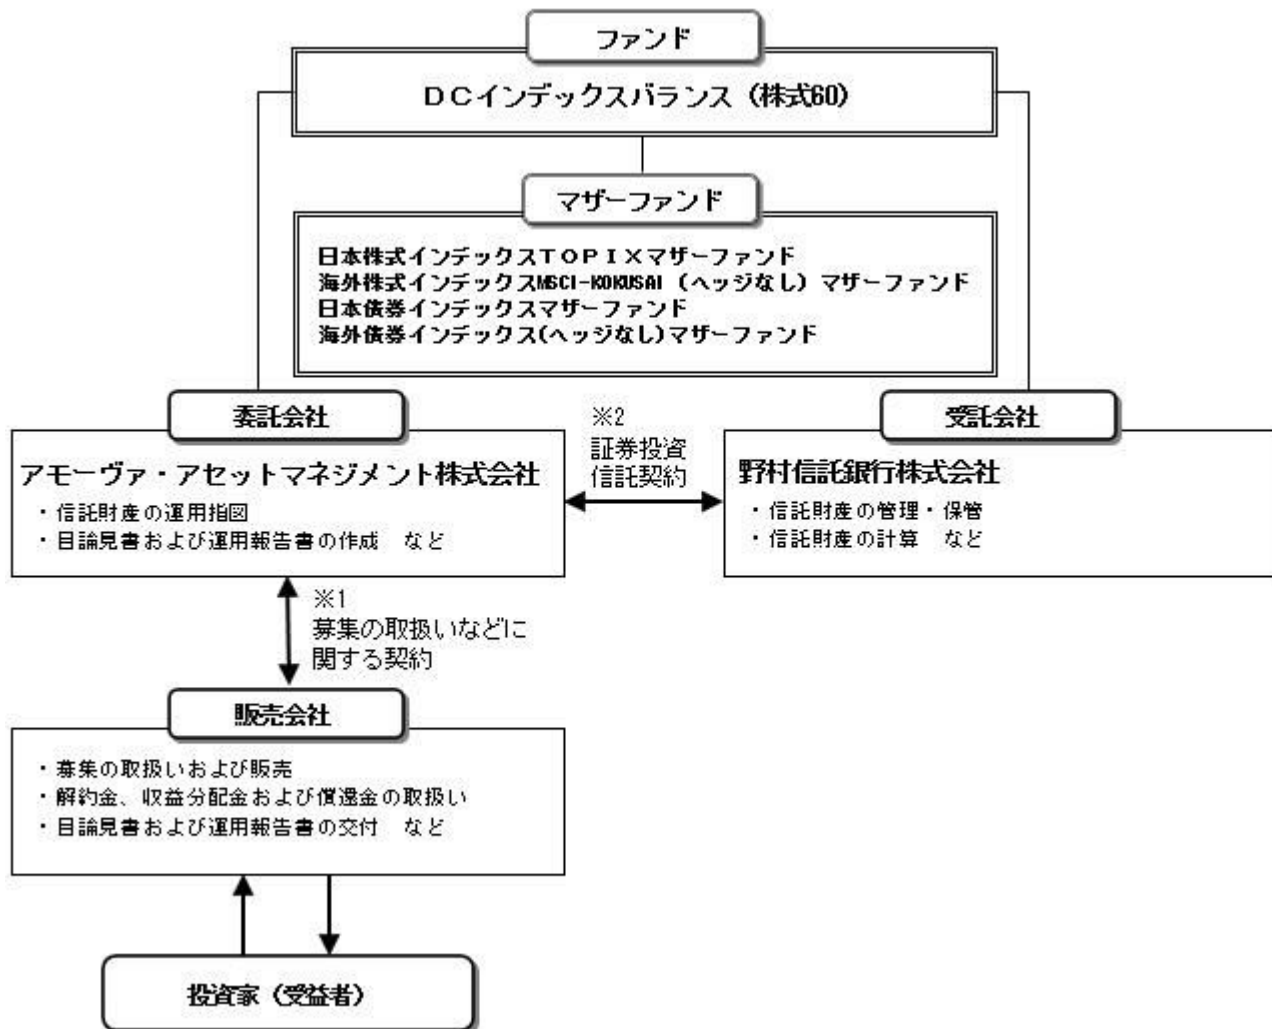 ファンド
DCインデックスバランス（株式60）
マザーファンド
日本株式インデックスTOPIXマザーファンド
海外株式インデックスMSCI-KOKUSAI（ヘッジなし）マザーファンド
日本債券インデックスマザーファンド
海外債券インデックス(ヘッジなし)マザーファンド
委託会社
アモーヴァ・アセットマネジメント株式会社
・信託財産の運用指図
・目論見書および運用報告書の作成　など
※2
証券投資
信託契約
受託会社
野村信託銀行株式会社
・信託財産の管理・保管
・信託財産の計算　など
※1
募集の取扱いなどに
関する契約
販売会社
・募集の取扱いおよび販売
・解約金、収益分配金および償還金の取扱い
・目論見書および運用報告書の交付　など
投資家（受益者）